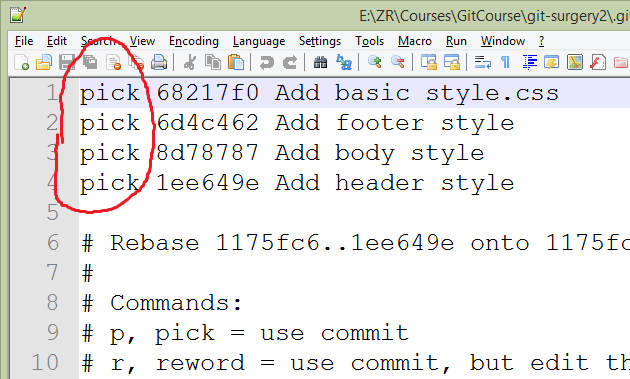 E:\ZR\Courses\GitCourse\git-surgery2\.gi
File Edit Search View Encoding Language Settings Tools Macro Run Window ?
1 pick 68217f0 Add basic style.css
2 pick 6d4c462 Add footer style
3 pick 8d78787 Add body style
4 pick 1ee649e Add header style
5
6 # Rebase 1175fc6..1ee649e onto 1175fc
7 #
8 # Commands:
9 # p, pick = use commit
10 # r, reword = use commit, but edit th